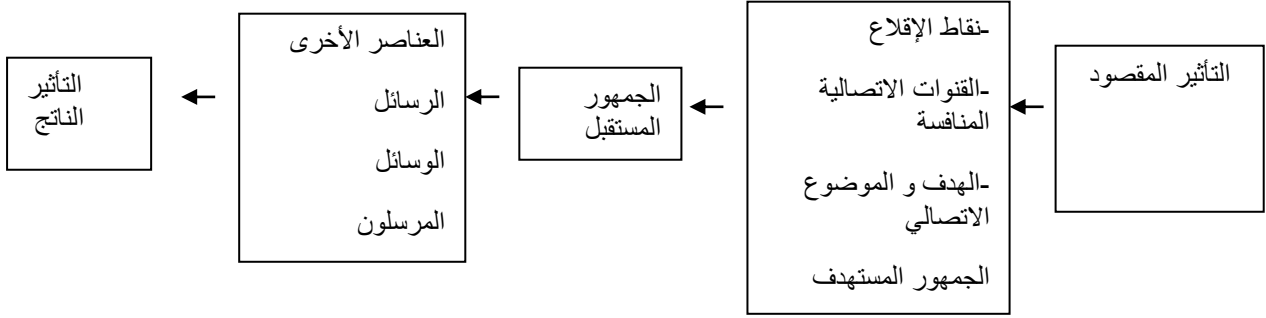 التأثير المقصود
-نقاط الإقلاع
-القنوات الاتصالية
المنافسة
-الهدف و الموضوع
الاتصالي
الجمهور المستهدف
الجمهور
المستقبل
العناصر الأخرى
الرسائل
الوسائل
المرسلون
التأثير
الناتج